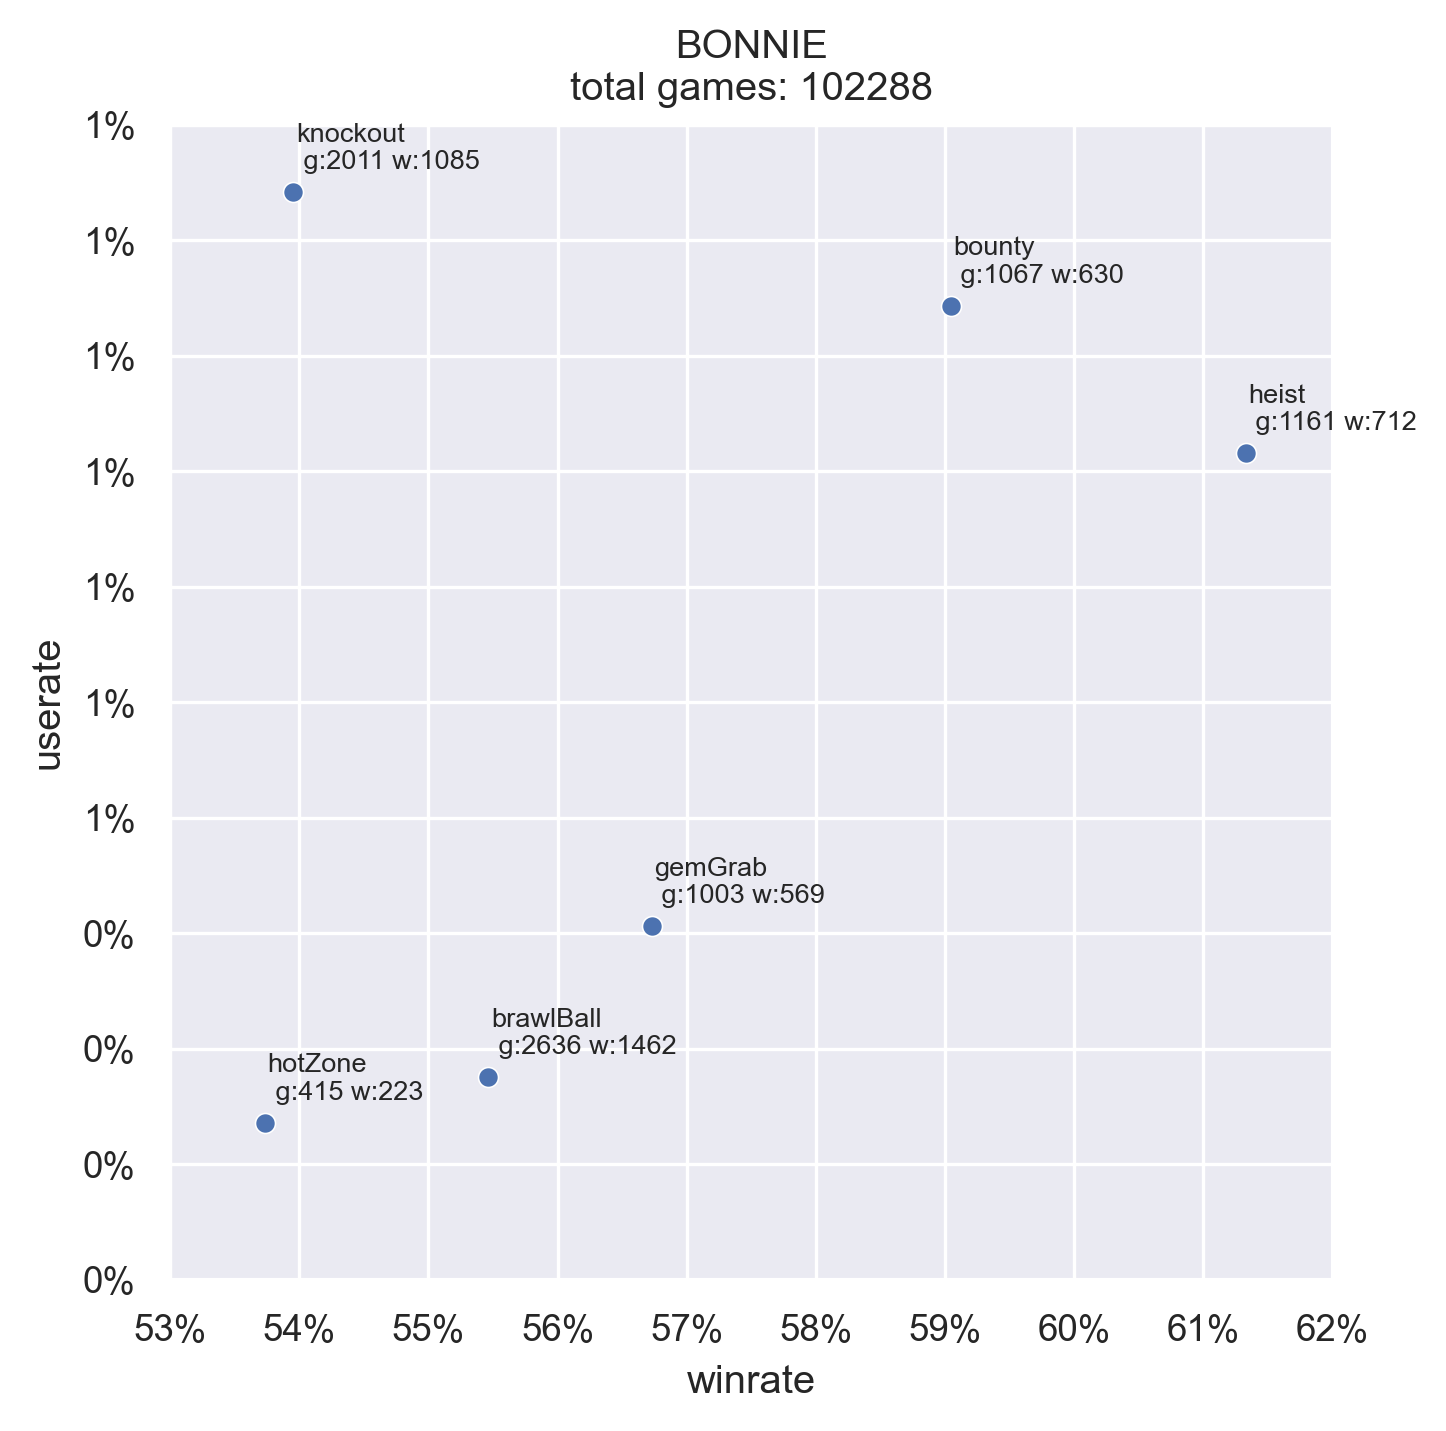 BONNIE
total games: 102288
1%
knockout
g:2011 w:1085
1%
bounty
g:1067 w:630
1%
heist
g:1161 w:712
1%
1%
userate
1%
1%
gemGrab
g:1003 w:569
0%
brawlBall
g:2636 w:1462
0%
hotZone
g:415 w:223
0%
0%
53% 54% 55% 56% 57% 58% 59% 60% 61% 62%
winrate